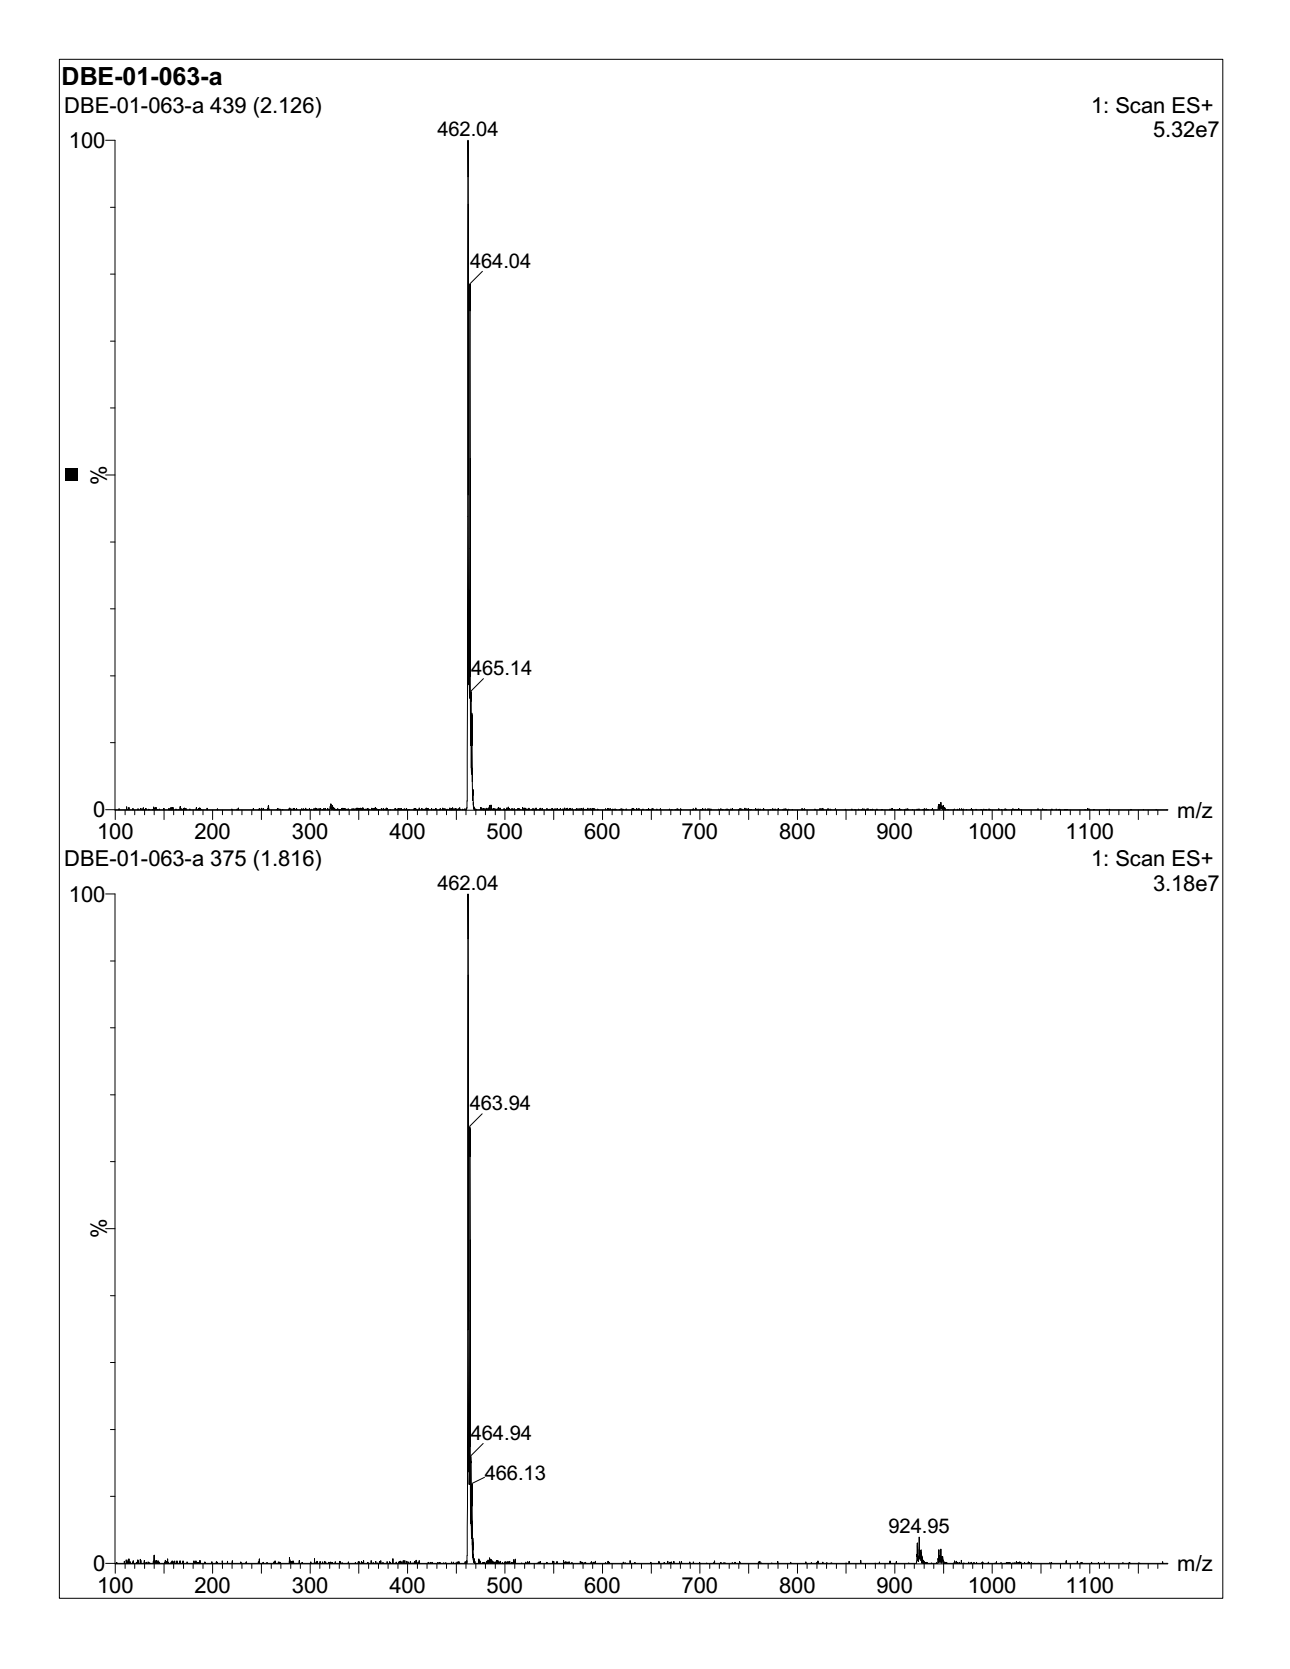 DBE-01-063-a
DBE-01-063-a 439 (2.126)
1: Scan ES+
5.32e7
462.04
100
464.04
%
465.14
0
m/z
100 200 300 400 500 600 700 800 900 1000 1100
DBE-01-063-a 375 (1.816)
1: Scan ES+
3.18e7
462.04
100
463.94
%
464.94
466.13
924.95
0
m/z
100 200 300 400 500 600 700 800 900 1000 1100